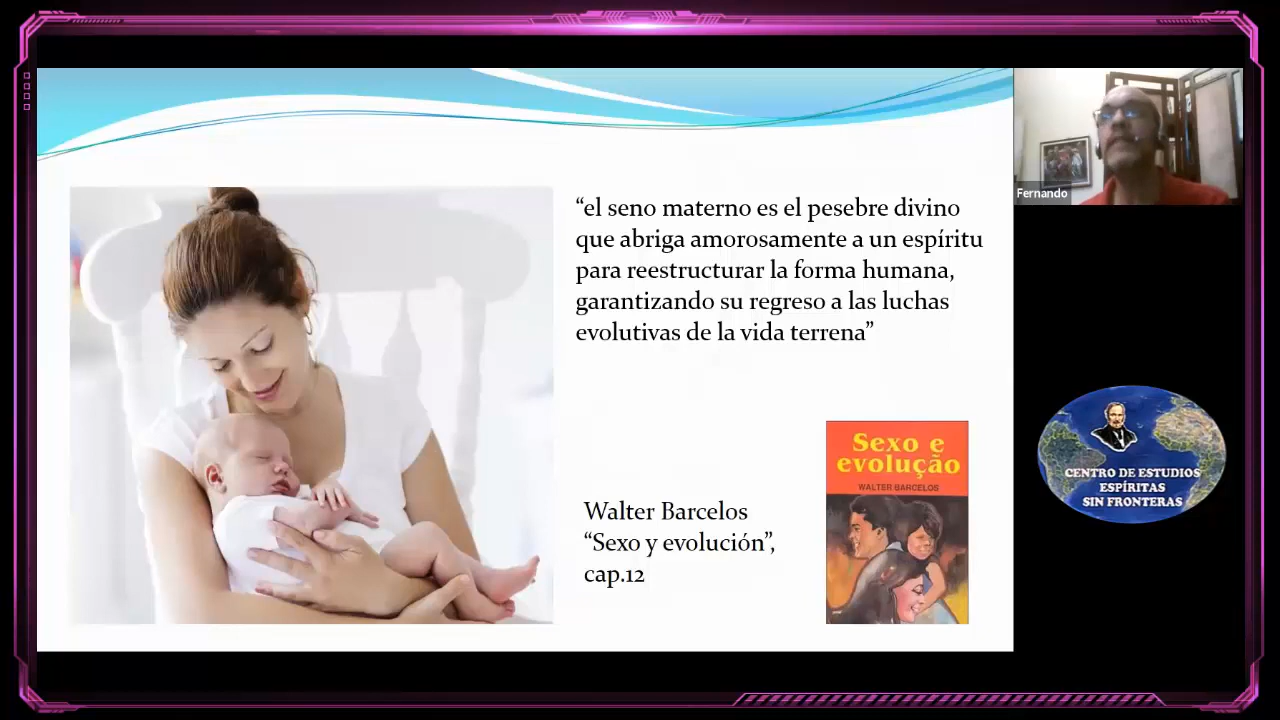 “el seno materno es el pesebre divino
que abriga amorosamente a un espíritu
para reestructurar la forma humana,
garantizando su regreso a las luchas
evolutivas de la vida terrena”
Walter Barcelos
“Sexo y evolución”,
cap.12
Sexo e
evolução
WALTER BARCELOS
Fernando
CENTRO DE ESTUDIOS
ESPÍRITAS
SIN FRONTERAS